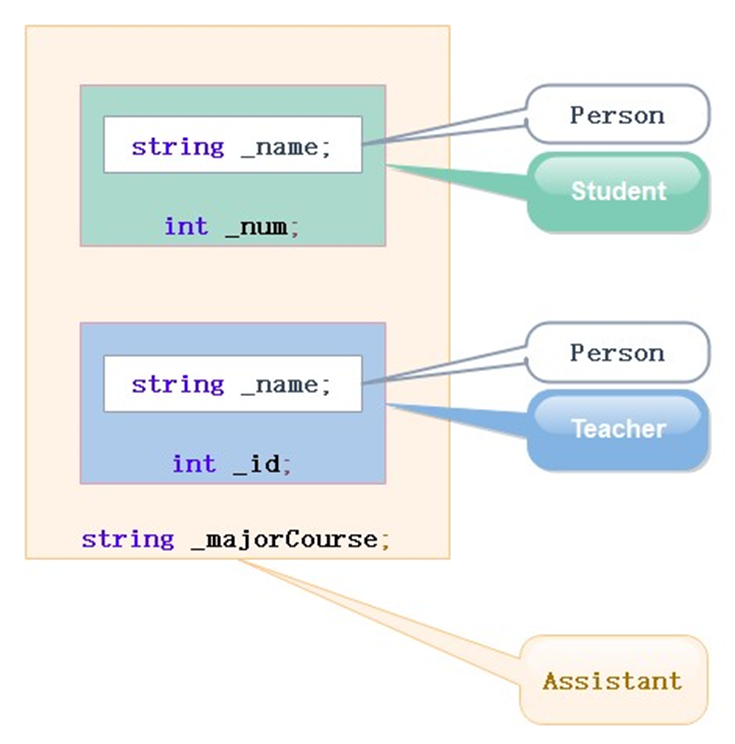 string _name;
Person
Student
int _num;
string _name;
Person
Teacher
int _id;
string _majorCourse;
Assistant